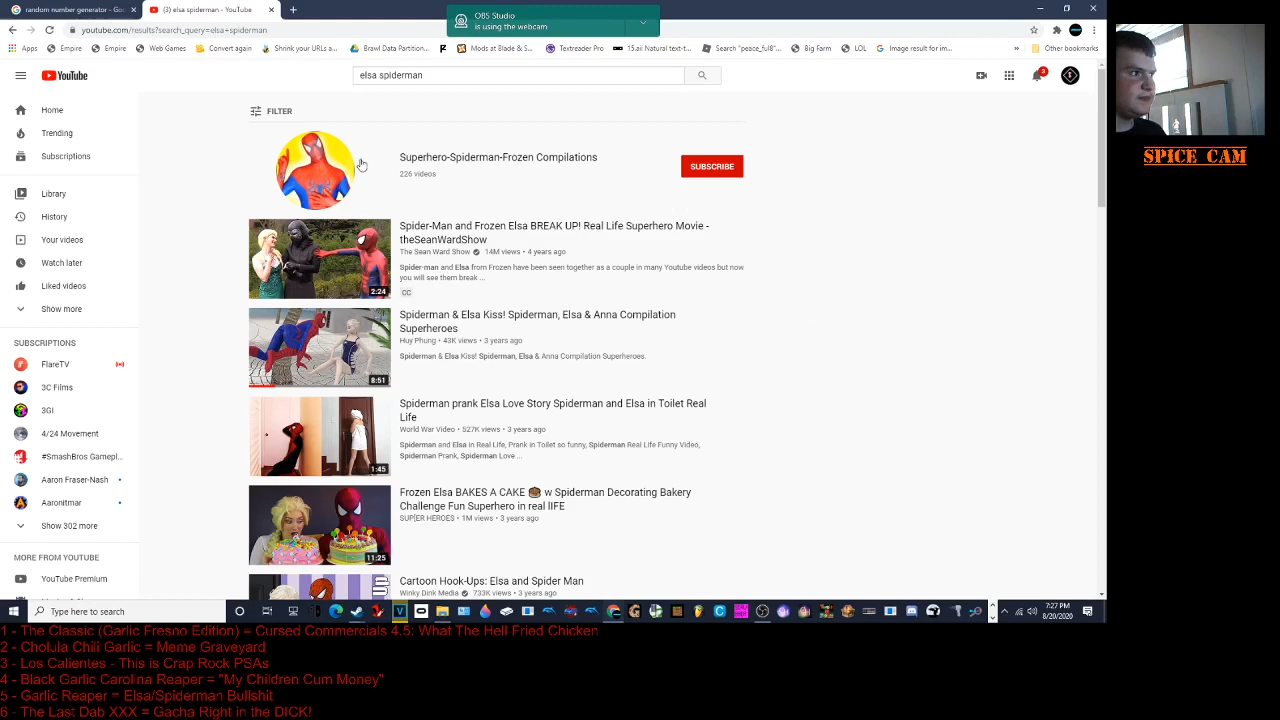 random number generator - Goo
(3) elsa spiderman - YouTube
OBS Studio
is using the webcam
youtube.com/results?search_query=elsa+spiderman
Apps
Empire
Empire
Web Games
Convert again
Shrink your URLs a...
Brawl Data Partition...
Mods at Blade & S...
Textreader Pro
15.ai: Natural text-t...
Search "peace_ful8"...
Big Farm
LOL
Image result for im...
Other bookmarks
YouTube
elsa spiderman
3
Home
Trending
Subscriptions
Library
History
Your videos
Watch later
Liked videos
Show more
SUBSCRIPTIONS
FlareTV
3C Films
3GI
4/24 Movement
#SmashBros Gamepl...
Aaron Fraser-Nash
Aaronitmar
Show 302 more
MORE FROM YOUTUBE
YouTube Premium
FILTER
Superhero-Spiderman-Frozen Compilations
226 videos
SUBSCRIBE
Spider-Man and Frozen Elsa BREAK UP! Real Life Superhero Movie -
theSeanWardShow
The Sean Ward Show 14M views • 4 years ago
Spider-man and Elsa from Frozen have been seen together as a couple in many Youtube videos but now
you will see them break ...
CC
2:24
Spiderman & Elsa Kiss! Spiderman, Elsa & Anna Compilation
Superheroes
Huy Phung • 43K views • 3 years ago
Spiderman & Elsa Kiss! Spiderman, Elsa & Anna Compilation Superheroes.
8:51
Spiderman prank Elsa Love Story Spiderman and Elsa in Toilet Real
Life
World War Video • 527K views • 3 years ago
Spiderman and Elsa in Real Life, Prank in Toilet so funny, Spiderman Real Life Funny Video,
Spiderman Prank, Spiderman Love ...
1:45
Frozen Elsa BAKES A CAKE 🎂 w Spiderman Decorating Bakery
Challenge Fun Superhero in real lIFE
SUP[ER HEROES • 1M views • 3 years ago
11:25
Cartoon Hook-Ups: Elsa and Spider Man
Winky Dink Media 733K views • 3 years ago
SPICE CAM
Type here to search
7:27 PM
8/20/2020
1 - The Classic (Garlic Fresno Edition) = Cursed Commercials 4.5: What The Hell Fried Chicken
2 - Cholula Chili Garlic = Meme Graveyard
3 - Los Calientes - This is Crap Rock PSAs
4 - Black Garlic Carolina Reaper = "My Children Cum Money"
5 - Garlic Reaper = Elsa/Spiderman Bullshit
6 - The Last Dab XXX = Gacha Right in the DICK!